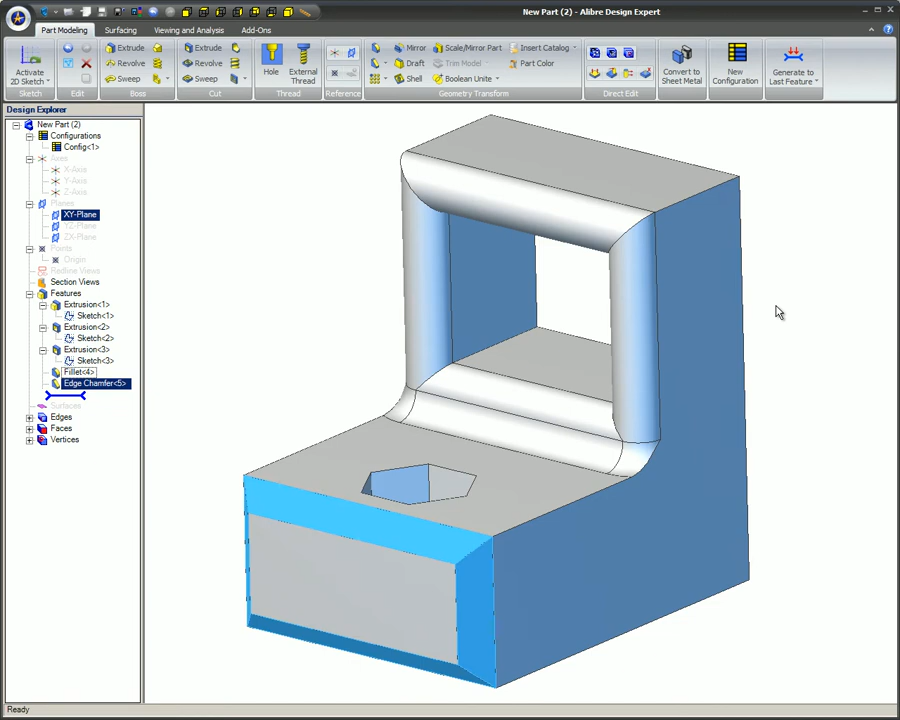 New Part (2) - Alibre Design Expert
Part Modeling Surfacing Viewing and Analysis Add-Ons
Activate 2D Sketch
Sketch
Edit
Extrude
Revolve
Sweep
Boss
Extrude
Revolve
Sweep
Cut
Hole
External Thread
Thread
Reference
Mirror Scale/Mirror Part Insert Catalog
Draft Trim Model Part Color
Shell Boolean Unite
Geometry Transform
Direct Edit
Convert to Sheet Metal
New Configuration
Generate to Last Feature
Design Explorer
New Part (2)
Configurations
Config<1>
Axes
X-Axis
Y-Axis
Z-Axis
Planes
XY-Plane
YZ-Plane
ZX-Plane
Points
Origin
Redline Views
Section Views
Features
Extrusion<1>
Sketch<1>
Extrusion<2>
Sketch<2>
Extrusion<3>
Sketch<3>
Fillet<4>
Edge Chamfer<5>
Surfaces
Edges
Faces
Vertices
Ready